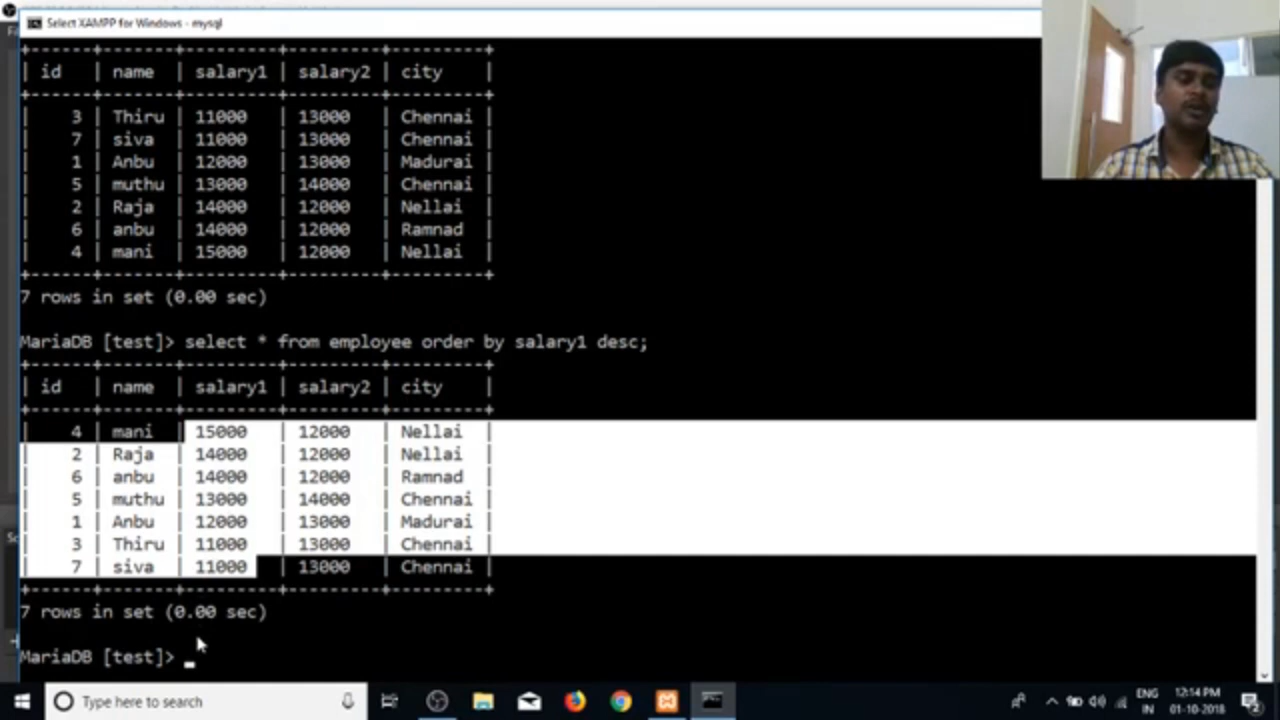 Select XAMPP for Windows - mysql
+------+-------+---------+---------+---------+
| id | name | salary1 | salary2 | city |
+------+-------+---------+---------+---------+
| 3 | Thiru | 11000 | 13000 | Chennai |
| 7 | siva | 11000 | 13000 | Chennai |
| 1 | Anbu | 12000 | 13000 | Madurai |
| 5 | muthu | 13000 | 14000 | Chennai |
| 2 | Raja | 14000 | 12000 | Nellai |
| 6 | anbu | 14000 | 12000 | Ramnad |
| 4 | mani | 15000 | 12000 | Nellai |
+------+-------+---------+---------+---------+
7 rows in set (0.00 sec)
MariaDB [test]> select * from employee order by salary1 desc;
+------+-------+---------+---------+---------+
| id | name | salary1 | salary2 | city |
+------+-------+---------+---------+---------+
| 4 | mani | 15000 | 12000 | Nellai |
| 2 | Raja | 14000 | 12000 | Nellai |
| 6 | anbu | 14000 | 12000 | Ramnad |
| 5 | muthu | 13000 | 14000 | Chennai |
| 1 | Anbu | 12000 | 13000 | Madurai |
| 3 | Thiru | 11000 | 13000 | Chennai |
| 7 | siva | 11000 | 13000 | Chennai |
+------+-------+---------+---------+---------+
7 rows in set (0.00 sec)
MariaDB [test]> _
Type here to search
ENG 12:14 PM
IN 01-10-2018